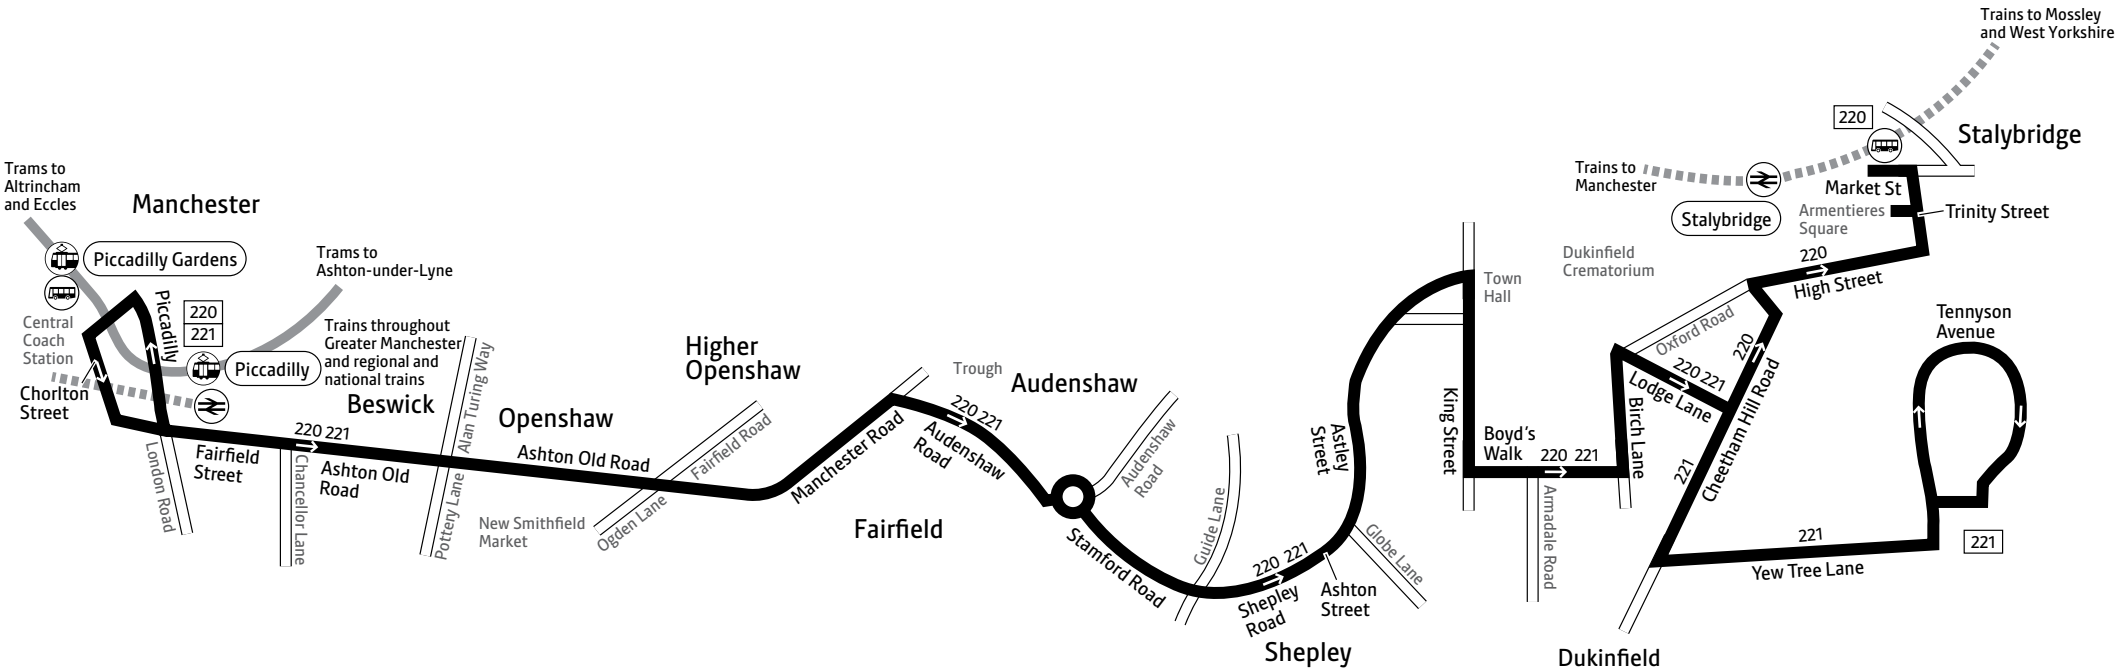 Trains to Mossley
and West Yorkshire
220
Stalybridge
Trains to
Manchester
Market St
Stalybridge
Armentieres
Square
Trinity Street
Trams to
Altrincham
and Eccles
Manchester
Piccadilly Gardens
Trams to
Ashton-under-Lyne
Piccadilly
220
221
Central
Coach
Station
Trains throughout
Greater Manchester
and regional and
national trains
Piccadilly
Chorlton
Street
Beswick
London Road
Fairfield
Street
220 221
Chancellor Lane
Ashton Old
Road
Alan Turing Way
Pottery Lane
Openshaw
Ashton Old Road
New Smithfield
Market
Higher
Openshaw
Fairfield Road
Ogden Lane
Manchester Road
Trough
Audenshaw
220 221
Audenshaw
Road
Fairfield
Audenshaw
Road
Stamford Road
Guide Lane
220 221
Shepley
Road
Shepley
Ashton
Street
Globe Lane
Astley
Street
Town
Hall
King Street
Boyd's
Walk
220 221
Armadale Road
Birch Lane
Dukinfield
Crematorium
Oxford Road
220 221
Lodge Lane
220
Cheetham Hill Road
221
220
High Street
Dukinfield
221
Yew Tree Lane
Tennyson
Avenue
221